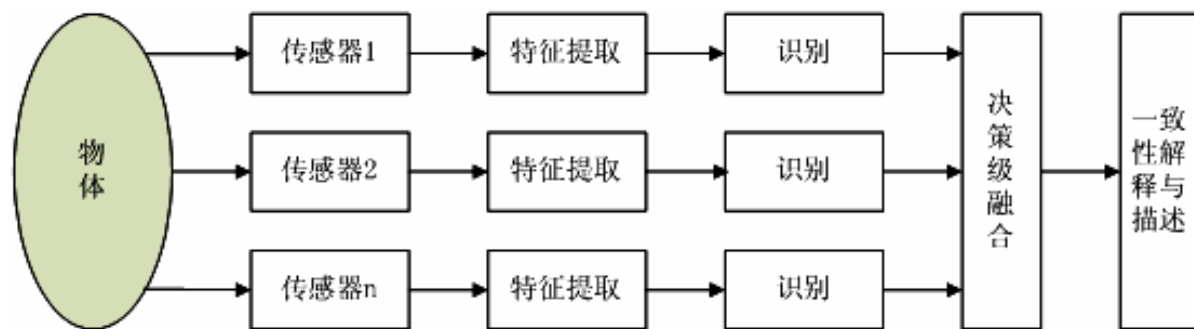 物
体
传感器1
特征提取
识别
传感器2
特征提取
识别
传感器n
特征提取
识别
决
策
级
融
合
一致
性解
释与
描述